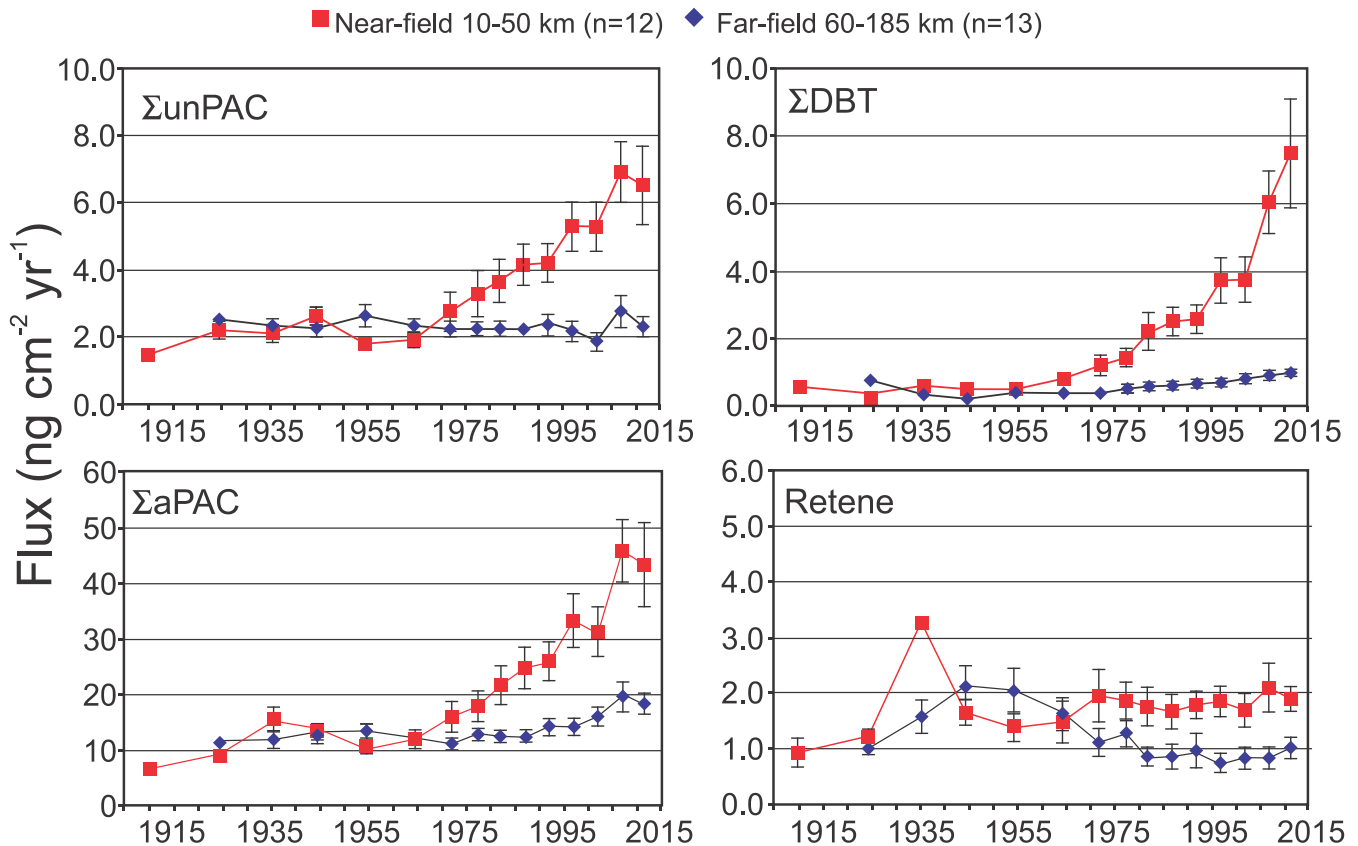 Near-field 10-50 km (n=12) Far-field 60-185 km (n=13)
Flux (ng cm⁻² yr⁻¹)
ΣunPAC
10.0
8.0
6.0
4.0
2.0
0.0
1915 1935 1955 1975 1995 2015
ΣDBT
10.0
8.0
6.0
4.0
2.0
0.0
1915 1935 1955 1975 1995 2015
ΣaPAC
60
50
40
30
20
10
0
1915 1935 1955 1975 1995 2015
Retene
6.0
5.0
4.0
3.0
2.0
1.0
0.0
1915 1935 1955 1975 1995 2015